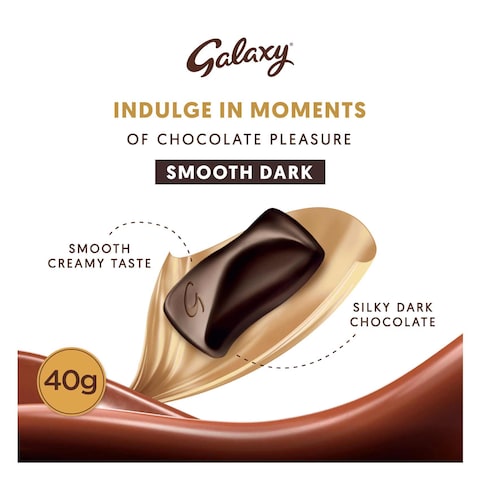 Galaxy
INDULGE IN MOMENTS
OF CHOCOLATE PLEASURE
SMOOTH DARK
SMOOTH
CREAMY TASTE
G
SILKY DARK
CHOCOLATE
40g